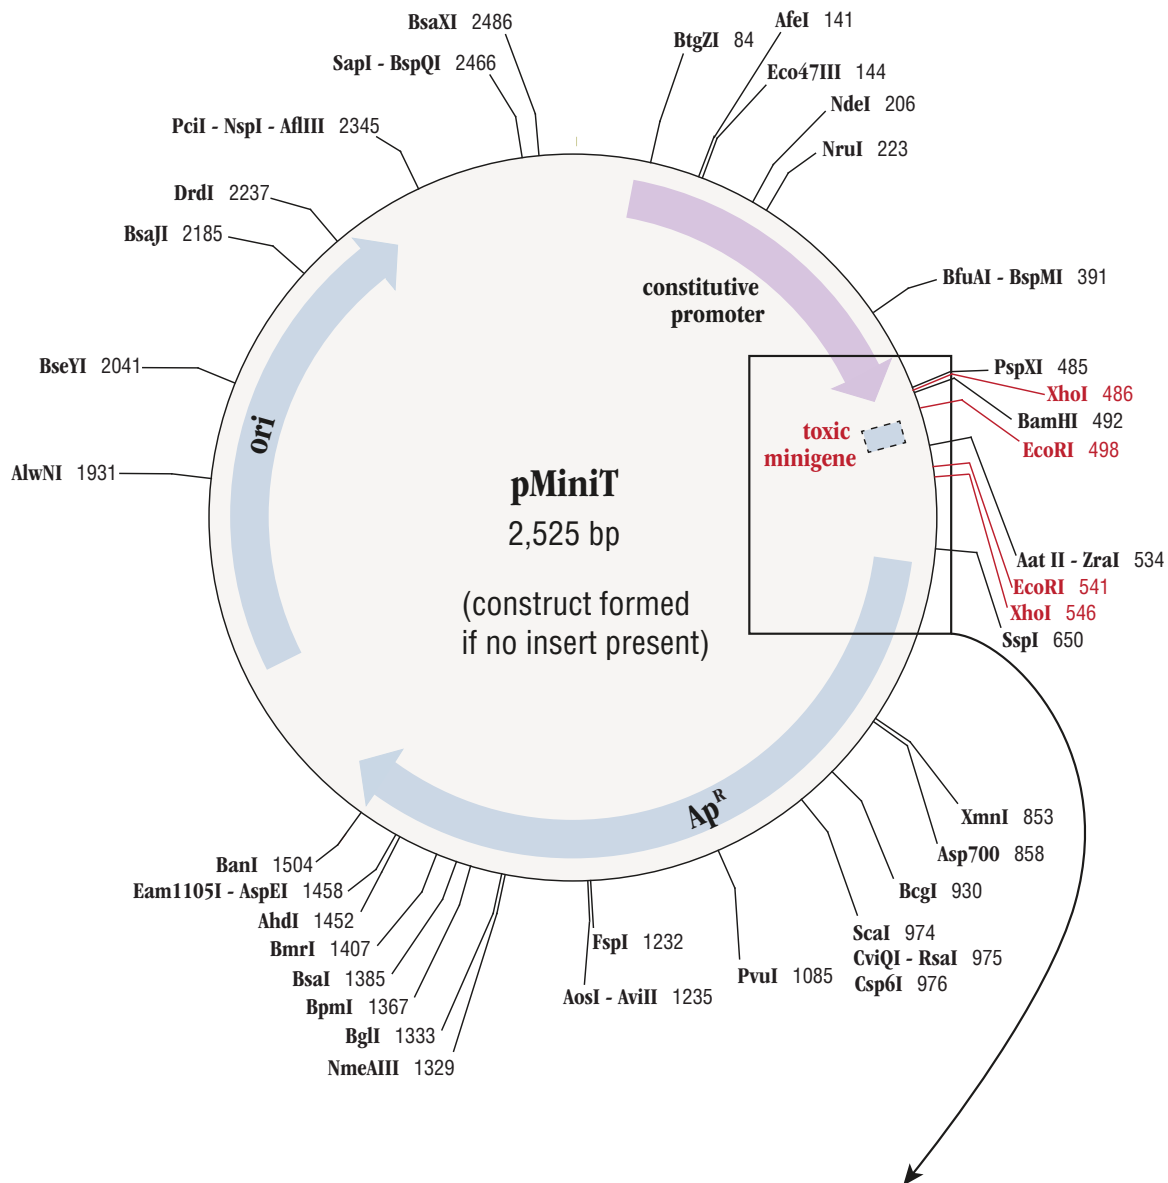 BsaXI 2486
SapI - BspQI 2466
PciI - NspI - AflIII 2345
DrdI 2237
BsaJI 2185
BseYI 2041
AlwNI 1931
BtgZI 84
AfeI 141
Eco47III 144
NdeI 206
NruI 223
BfuAI - BspMI 391
PspXI 485
XhoI 486
BamHI 492
EcoRI 498
Aat II - ZraI 534
EcoRI 541
XhoI 546
SspI 650
XmnI 853
Asp700 858
BcgI 930
ScaI 974
CviQI - RsaI 975
Csp6I 976
PvuI 1085
FspI 1232
AosI - AviII 1235
BanI 1504
Eam1105I - AspEI 1458
AhdI 1452
BmrI 1407
BsaI 1385
BpmI 1367
BglI 1333
NmeAIII 1329
constitutive
promoter
toxic
minigene
ori
pMiniT
2,525 bp
(construct formed
if no insert present)
Ap^R